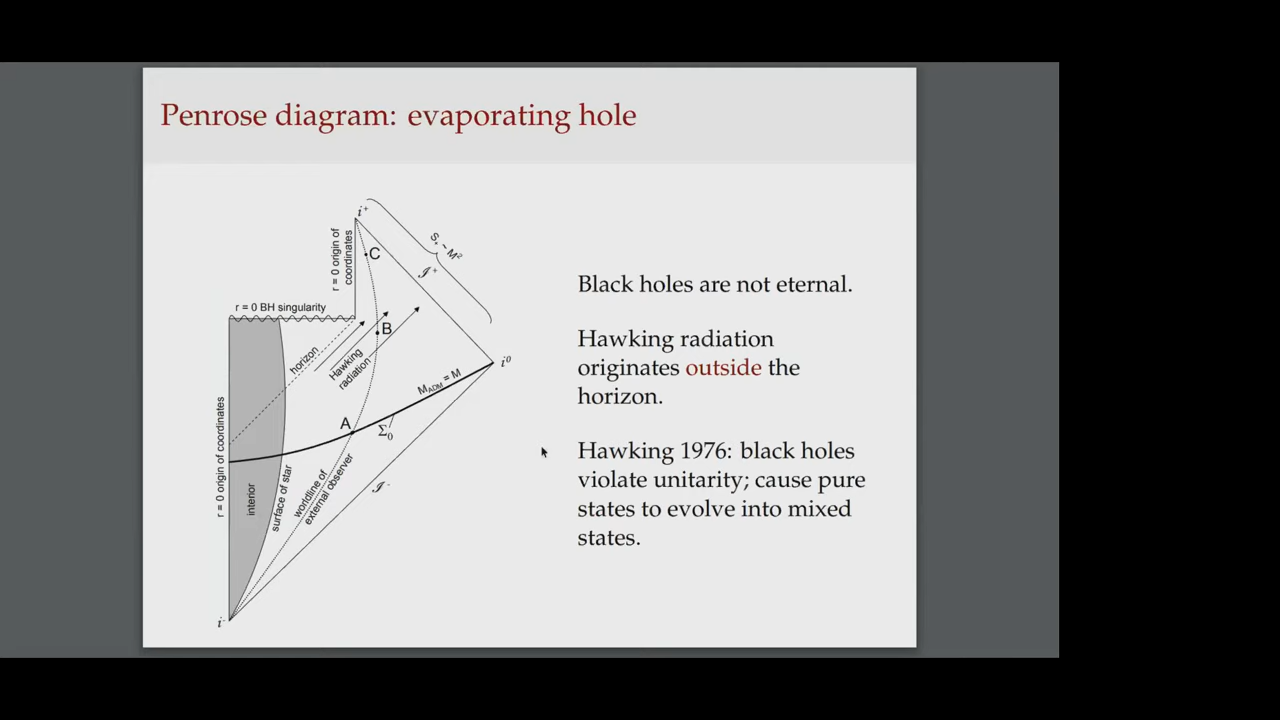 Penrose diagram: evaporating hole
i⁺
S₊ ~ M²
r = 0 origin of
coordinates
C
ℐ⁺
r = 0 BH singularity
B
horizon
Hawking
radiation
i⁰
M_ADM = M
A
Σ₀
r = 0 origin of coordinates
interior
surface of star
worldline of
external observer
ℐ⁻
i⁻
Black holes are not eternal.
Hawking radiation
originates outside the
horizon.
Hawking 1976: black holes
violate unitarity; cause pure
states to evolve into mixed
states.